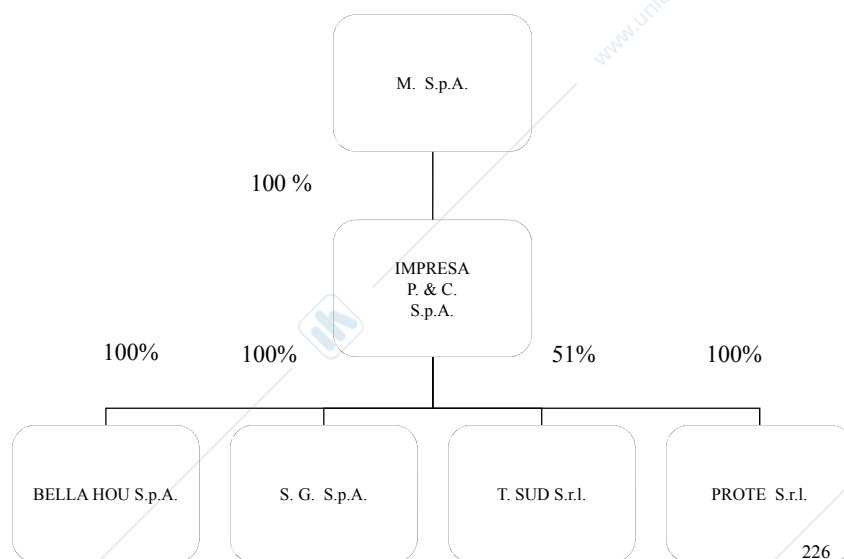 M. S.p.A.
100 %
IMPRESA
P. & C.
S.p.A.
100%
100%
51%
100%
BELLA HOU S.p.A.
S. G. S.p.A.
T. SUD S.r.l.
PROTE S.r.l.
226